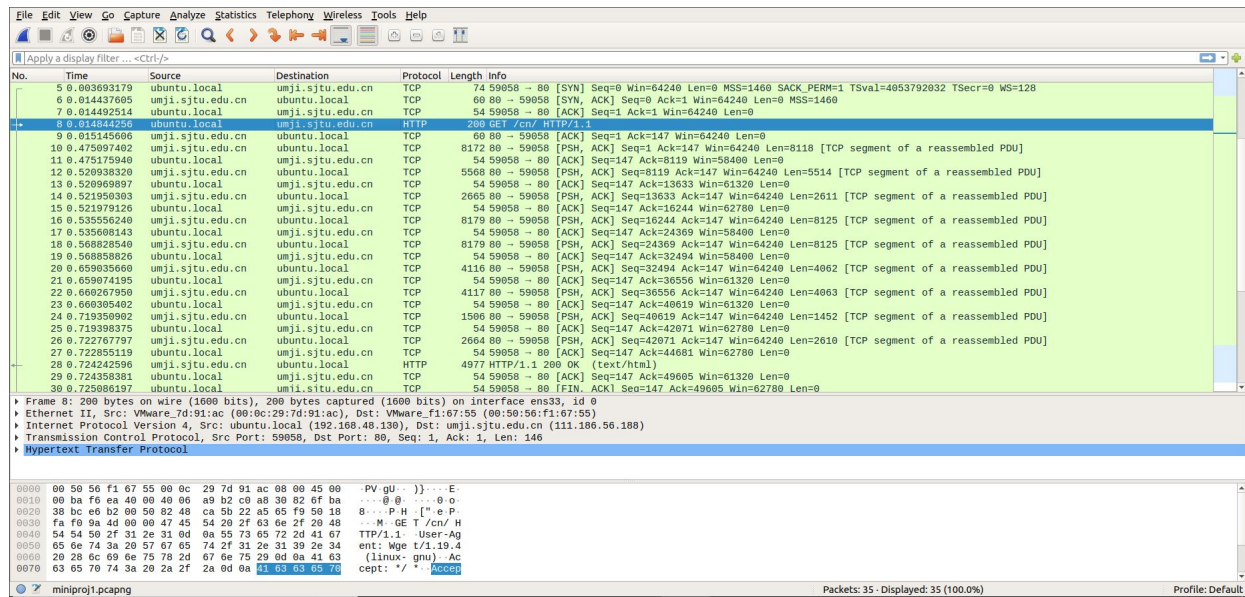 File Edit View Go Capture Analyze Statistics Telephony Wireless Tools Help
Apply a display filter ... <Ctrl-/>
No. Time Source Destination Protocol Length Info
5 0.003693179 ubuntu.local umji.sjtu.edu.cn TCP 74 59058 → 80 [SYN] Seq=0 Win=64240 Len=0 MSS=1460 SACK_PERM=1 TSval=4053792032 TSecr=0 WS=128
6 0.014437605 umji.sjtu.edu.cn ubuntu.local TCP 60 80 → 59058 [SYN, ACK] Seq=0 Ack=1 Win=64240 Len=0 MSS=1460
7 0.014492514 ubuntu.local umji.sjtu.edu.cn TCP 54 59058 → 80 [ACK] Seq=1 Ack=1 Win=64240 Len=0
8 0.014844256 ubuntu.local umji.sjtu.edu.cn HTTP 200 GET /cn/ HTTP/1.1
9 0.015145606 umji.sjtu.edu.cn ubuntu.local TCP 60 80 → 59058 [ACK] Seq=1 Ack=147 Win=64240 Len=0
10 0.475097402 umji.sjtu.edu.cn ubuntu.local TCP 8172 80 → 59058 [PSH, ACK] Seq=1 Ack=147 Win=64240 Len=8118 [TCP segment of a reassembled PDU]
11 0.475175940 ubuntu.local umji.sjtu.edu.cn TCP 54 59058 → 80 [ACK] Seq=147 Ack=8119 Win=58400 Len=0
12 0.520938320 umji.sjtu.edu.cn ubuntu.local TCP 5568 80 → 59058 [PSH, ACK] Seq=8119 Ack=147 Win=64240 Len=5514 [TCP segment of a reassembled PDU]
13 0.520969897 ubuntu.local umji.sjtu.edu.cn TCP 54 59058 → 80 [ACK] Seq=147 Ack=13633 Win=61320 Len=0
14 0.521950303 umji.sjtu.edu.cn ubuntu.local TCP 2665 80 → 59058 [PSH, ACK] Seq=13633 Ack=147 Win=64240 Len=2611 [TCP segment of a reassembled PDU]
15 0.521979126 ubuntu.local umji.sjtu.edu.cn TCP 54 59058 → 80 [ACK] Seq=147 Ack=16244 Win=62780 Len=0
16 0.535556240 umji.sjtu.edu.cn ubuntu.local TCP 8179 80 → 59058 [PSH, ACK] Seq=16244 Ack=147 Win=64240 Len=8125 [TCP segment of a reassembled PDU]
17 0.535608143 ubuntu.local umji.sjtu.edu.cn TCP 54 59058 → 80 [ACK] Seq=147 Ack=24369 Win=58400 Len=0
18 0.568828540 umji.sjtu.edu.cn ubuntu.local TCP 8179 80 → 59058 [PSH, ACK] Seq=24369 Ack=147 Win=64240 Len=8125 [TCP segment of a reassembled PDU]
19 0.568858826 ubuntu.local umji.sjtu.edu.cn TCP 54 59058 → 80 [ACK] Seq=147 Ack=32494 Win=58400 Len=0
20 0.659035660 umji.sjtu.edu.cn ubuntu.local TCP 4116 80 → 59058 [PSH, ACK] Seq=32494 Ack=147 Win=64240 Len=4062 [TCP segment of a reassembled PDU]
21 0.659074195 ubuntu.local umji.sjtu.edu.cn TCP 54 59058 → 80 [ACK] Seq=147 Ack=36556 Win=61320 Len=0
22 0.660267950 umji.sjtu.edu.cn ubuntu.local TCP 4117 80 → 59058 [PSH, ACK] Seq=36556 Ack=147 Win=64240 Len=4063 [TCP segment of a reassembled PDU]
23 0.660305402 ubuntu.local umji.sjtu.edu.cn TCP 54 59058 → 80 [ACK] Seq=147 Ack=40619 Win=61320 Len=0
24 0.719350902 umji.sjtu.edu.cn ubuntu.local TCP 1506 80 → 59058 [PSH, ACK] Seq=40619 Ack=147 Win=64240 Len=1452 [TCP segment of a reassembled PDU]
25 0.719398375 ubuntu.local umji.sjtu.edu.cn TCP 54 59058 → 80 [ACK] Seq=147 Ack=42071 Win=62780 Len=0
26 0.722767797 umji.sjtu.edu.cn ubuntu.local TCP 2664 80 → 59058 [PSH, ACK] Seq=42071 Ack=147 Win=64240 Len=2610 [TCP segment of a reassembled PDU]
27 0.722855119 ubuntu.local umji.sjtu.edu.cn TCP 54 59058 → 80 [ACK] Seq=147 Ack=44681 Win=62780 Len=0
28 0.724242596 umji.sjtu.edu.cn ubuntu.local HTTP 4977 HTTP/1.1 200 OK (text/html)
29 0.724358381 ubuntu.local umji.sjtu.edu.cn TCP 54 59058 → 80 [ACK] Seq=147 Ack=49605 Win=61320 Len=0
30 0.725086197 ubuntu.local umji.sjtu.edu.cn TCP 54 59058 → 80 [FIN, ACK] Seq=147 Ack=49605 Win=62780 Len=0
Frame 8: 200 bytes on wire (1600 bits), 200 bytes captured (1600 bits) on interface ens33, id 0
Ethernet II, Src: VMware_7d:91:ac (00:0c:29:7d:91:ac), Dst: VMware_f1:67:55 (00:50:56:f1:67:55)
Internet Protocol Version 4, Src: ubuntu.local (192.168.48.130), Dst: umji.sjtu.edu.cn (111.186.56.188)
Transmission Control Protocol, Src Port: 59058, Dst Port: 80, Seq: 1, Ack: 1, Len: 146
Hypertext Transfer Protocol
0000 00 50 56 f1 67 55 00 0c 29 7d 91 ac 08 00 45 00 ·PV·gU·· )}····E·
0010 00 ba f6 ea 40 00 40 06 a9 b2 c0 a8 30 82 6f ba ····@·@· ····0·o·
0020 38 bc e6 b2 00 50 82 48 ca 5b 22 a5 65 f9 50 18 8····P·H ·["·e·P·
0030 fa f0 9a 4d 00 00 47 45 54 20 2f 63 6e 2f 20 48 ···M··GE T /cn/ H
0040 54 54 50 2f 31 2e 31 0d 0a 55 73 65 72 2d 41 67 TTP/1.1· ·User-Ag
0050 65 6e 74 3a 20 57 67 65 74 2f 31 2e 31 39 2e 34 ent: Wge t/1.19.4
0060 20 28 6c 69 6e 75 78 2d 67 6e 75 29 0d 0a 41 63 (linux- gnu)··Ac
0070 63 65 70 74 3a 20 2a 2f 2a 0d 0a 41 63 63 65 70 cept: */ *··Accep
miniproj1.pcapng Packets: 35 · Displayed: 35 (100.0%) Profile: Default